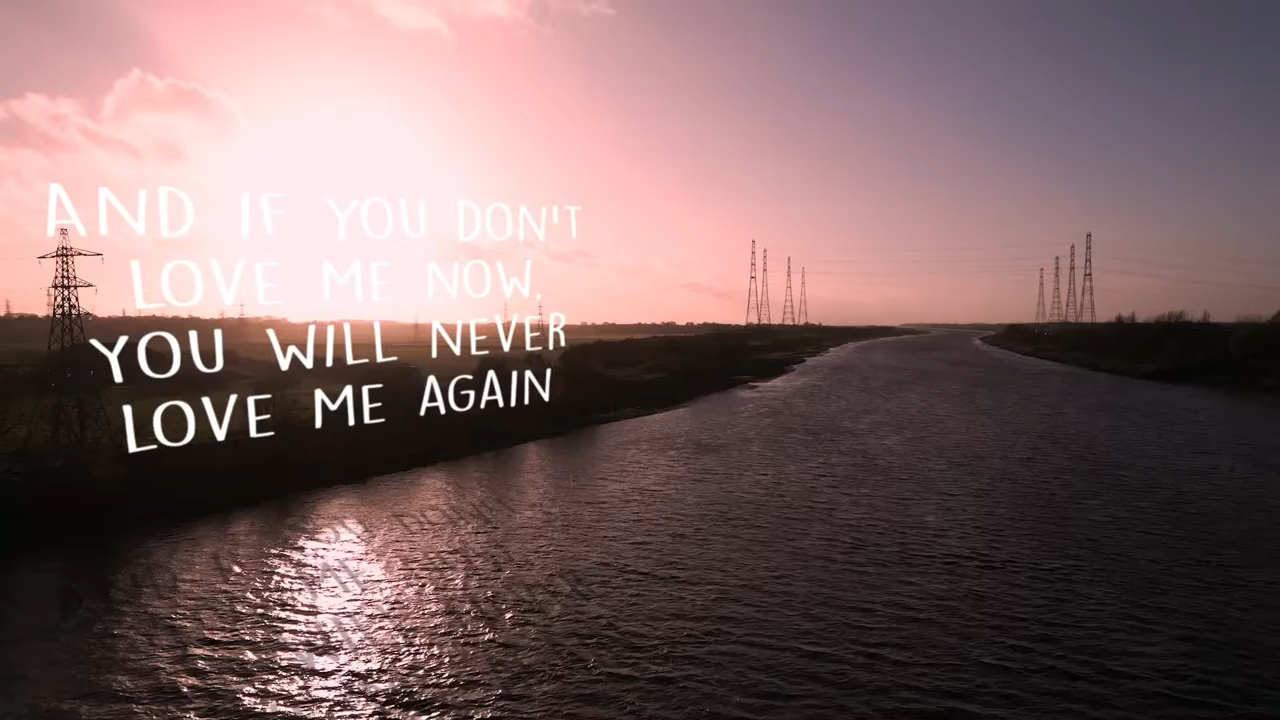 AND IF YOU DON'T
LOVE ME NOW,
YOU WILL NEVER
LOVE ME AGAIN